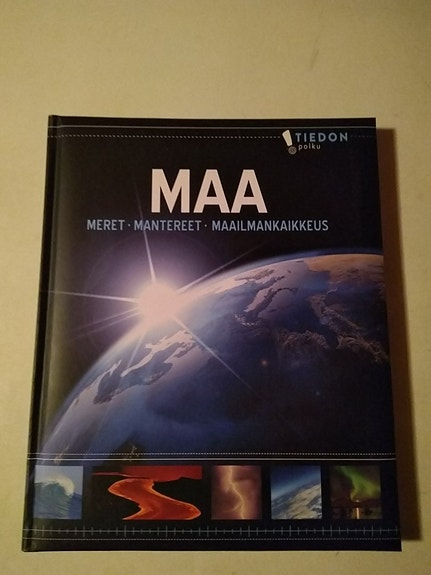 TIEDON
polku
MAA
MERET · MANTEREET · MAAILMANKAIKKEUS